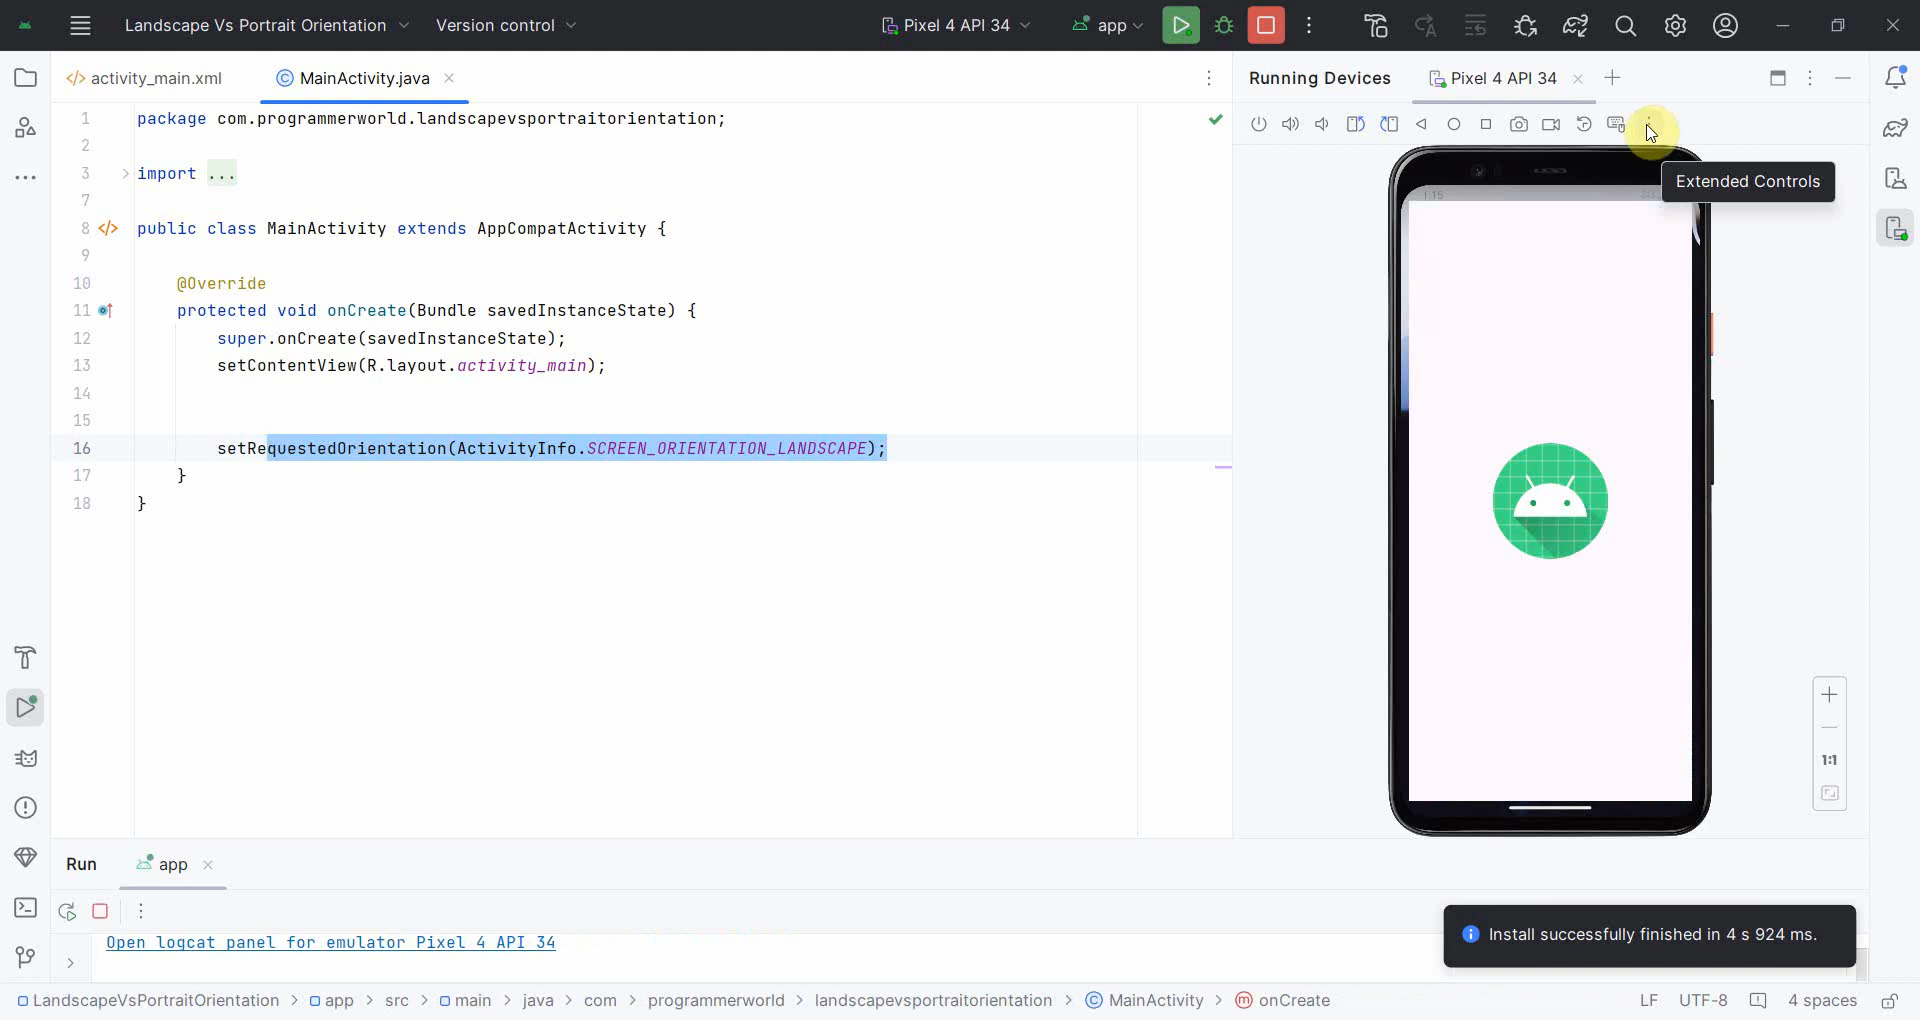 Landscape Vs Portrait Orientation Version control Pixel 4 API 34 app
activity_main.xml MainActivity.java Running Devices Pixel 4 API 34
1 package com.programmerworld.landscapevsportraitorientation;
2
3 import ...
7
8 public class MainActivity extends AppCompatActivity {
9
10 @Override
11 protected void onCreate(Bundle savedInstanceState) {
12 super.onCreate(savedInstanceState);
13 setContentView(R.layout.activity_main);
14
15
16 setRequestedOrientation(ActivityInfo.SCREEN_ORIENTATION_LANDSCAPE);
17 }
18 }
Extended Controls
1:15
1:1
Run app
Open logcat panel for emulator Pixel 4 API 34
Install successfully finished in 4 s 924 ms.
LandscapeVsPortraitOrientation > app > src > main > java > com > programmerworld > landscapevsportraitorientation > MainActivity > onCreate LF UTF-8 4 spaces